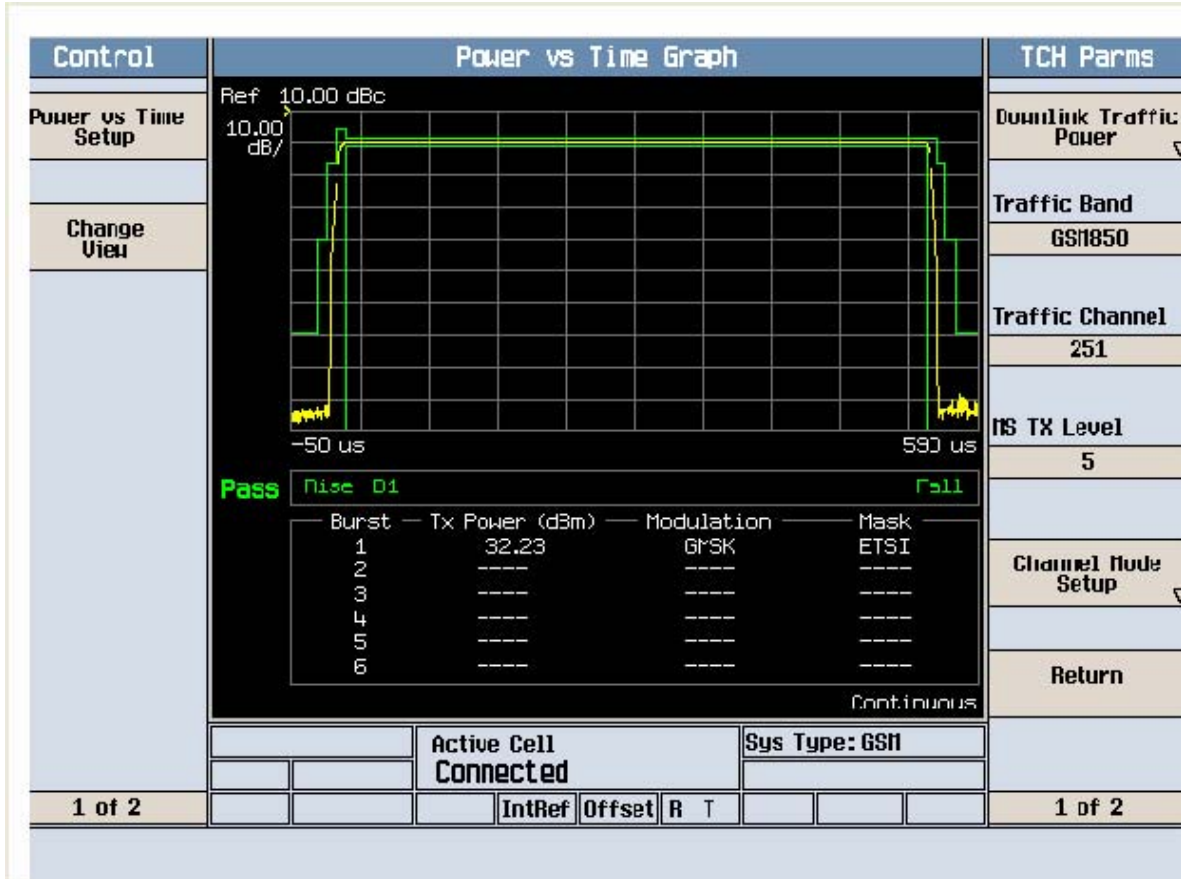 Control
Power vs Time Graph
TCH Parms
Power vs Time
Setup
Change
View
1 of 2
Ref 10.00 dBc
10.00
dB/
-50 us
590 us
Pass
Rise 01
Fall
Burst
Tx Power (dBm)
Modulation
Mask
1 32.23 GMSK ETSI
2 ---- ---- ----
3 ---- ---- ----
4 ---- ---- ----
5 ---- ---- ----
6 ---- ---- ----
Continuous
Active Cell
Connected
Sys Type: GSM
IntRef
Offset
R T
Downlink Traffic
Power
Traffic Band
GSM850
Traffic Channel
251
MS TX Level
5
Channel Mode
Setup
Return
1 of 2